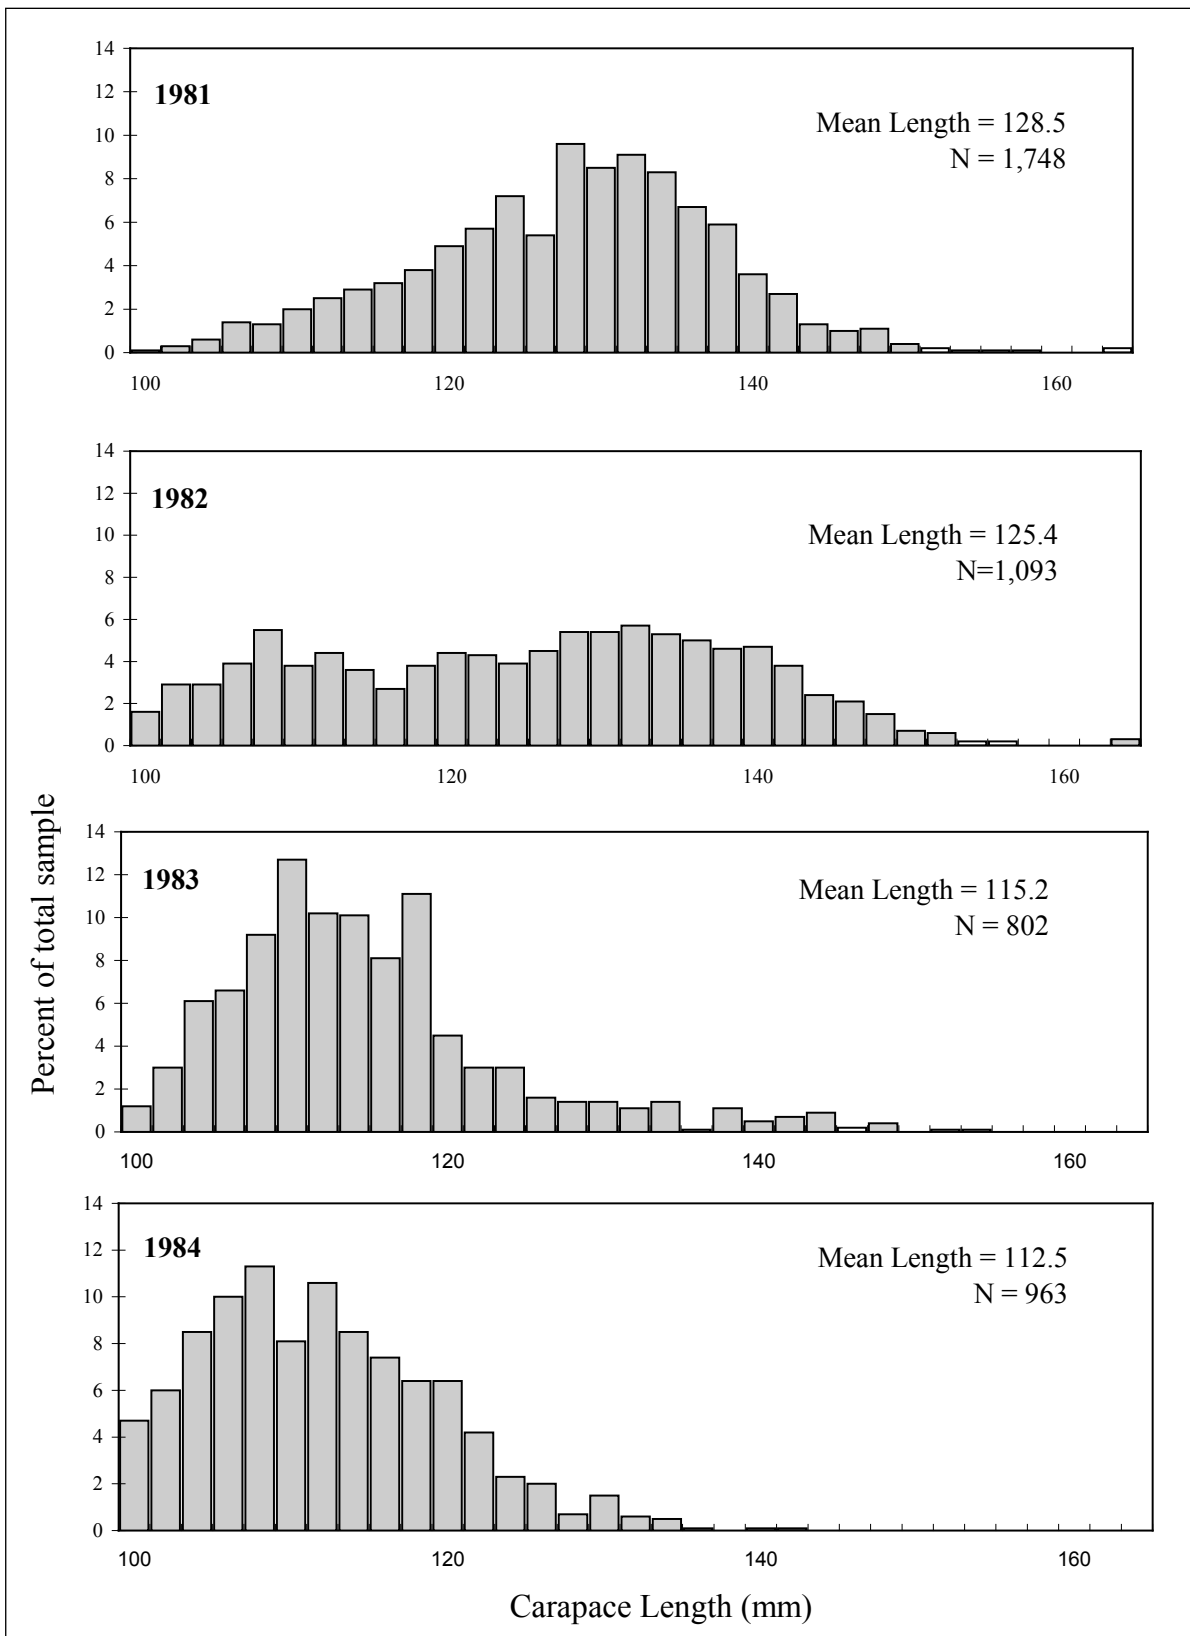 14
12
10
8
6
4
2
0
1981
Mean Length = 128.5
N = 1,748
100 120 140 160
14
12
10
8
6
4
2
0
1982
Mean Length = 125.4
N=1,093
100 120 140 160
Percent of total sample
14
12
10
8
6
4
2
0
1983
Mean Length = 115.2
N = 802
100 120 140 160
14
12
10
8
6
4
2
0
1984
Mean Length = 112.5
N = 963
100 120 140 160
Carapace Length (mm)